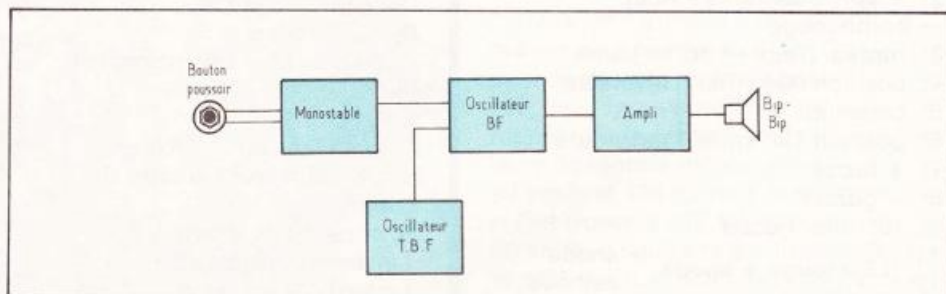 Bouton
poussoir
Monostable
Oscillateur
BF
Ampli
Bip-
Bip
Oscillateur
T.B.F